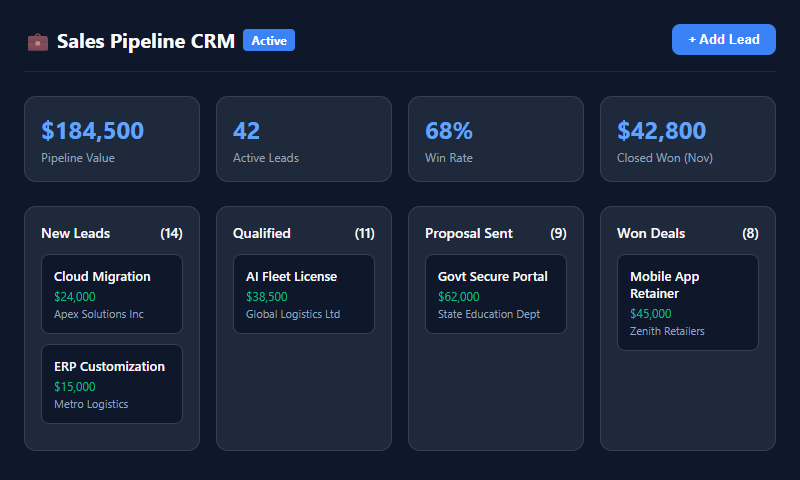 💼 Sales Pipeline CRM Active
+ Add Lead
$184,500
Pipeline Value
42
Active Leads
68%
Win Rate
$42,800
Closed Won (Nov)
New Leads (14)
Cloud Migration
$24,000
Apex Solutions Inc
ERP Customization
$15,000
Metro Logistics
Qualified (11)
AI Fleet License
$38,500
Global Logistics Ltd
Proposal Sent (9)
Govt Secure Portal
$62,000
State Education Dept
Won Deals (8)
Mobile App
Retainer
$45,000
Zenith Retailers